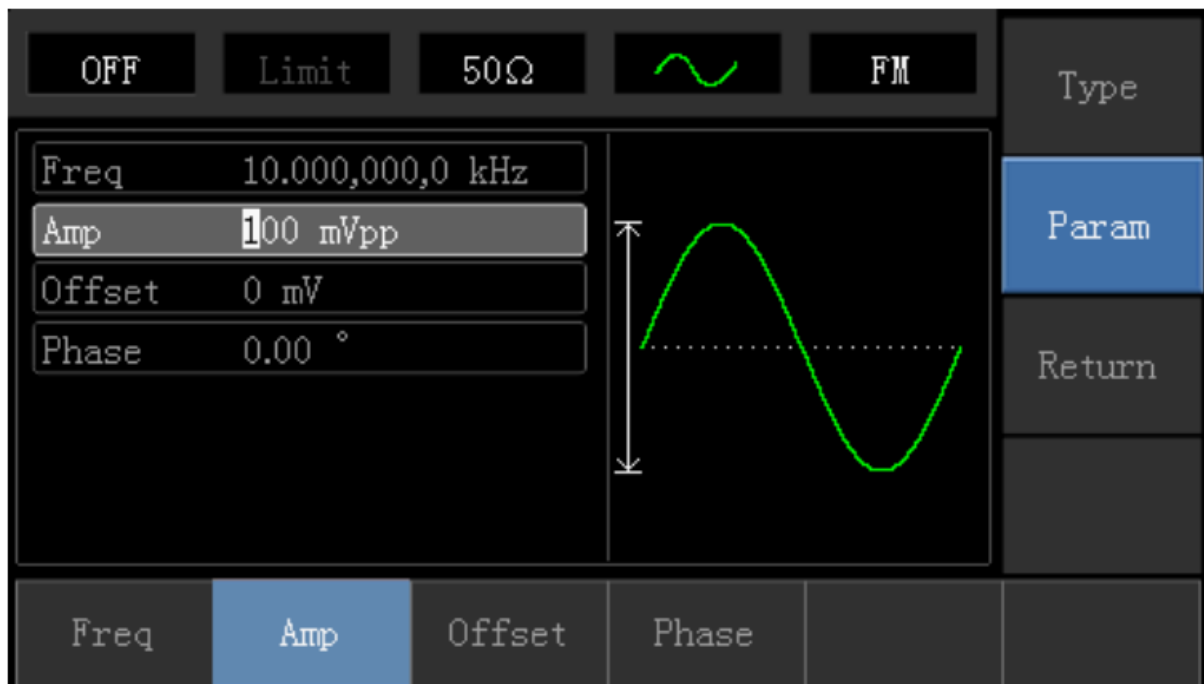 OFF Limit 50Ω FM
Type
Freq 10.000,000,0 kHz
Amp 100 mVpp
Param
Offset 0 mV
Phase 0.00 °
Return
Freq Amp Offset Phase